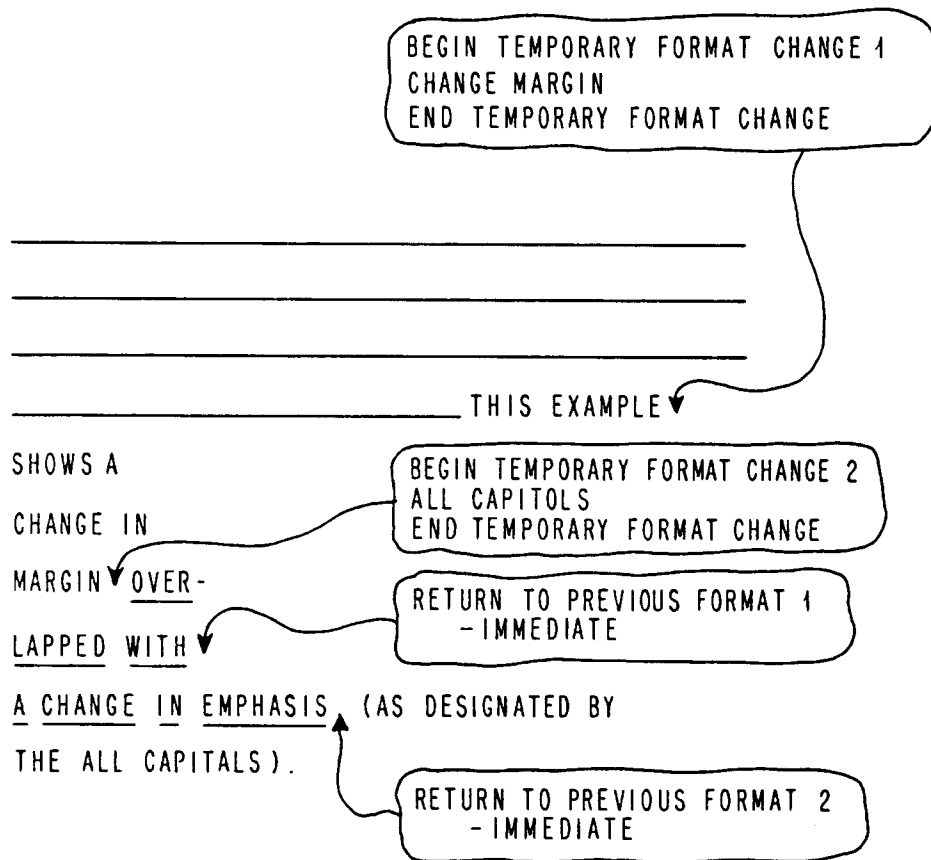 BEGIN TEMPORARY FORMAT CHANGE 1
CHANGE MARGIN
END TEMPORARY FORMAT CHANGE
THIS EXAMPLE
SHOWS A
CHANGE IN
MARGIN OVER-
LAPPED WITH
A CHANGE IN EMPHASIS (AS DESIGNATED BY
THE ALL CAPITALS).
BEGIN TEMPORARY FORMAT CHANGE 2
ALL CAPITOLS
END TEMPORARY FORMAT CHANGE
RETURN TO PREVIOUS FORMAT 1
- IMMEDIATE
RETURN TO PREVIOUS FORMAT 2
- IMMEDIATE